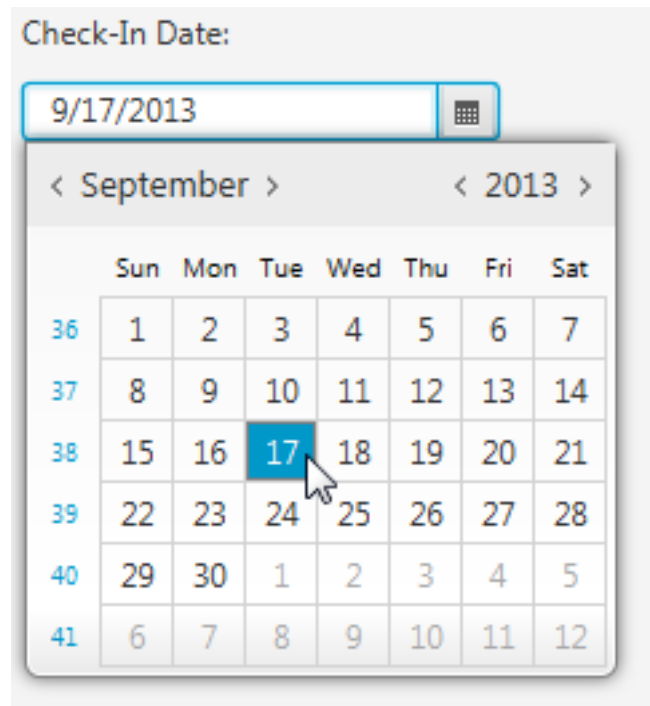 Check-In Date:
9/17/2013
< September > < 2013 >
Sun Mon Tue Wed Thu Fri Sat
36 1 2 3 4 5 6 7
37 8 9 10 11 12 13 14
38 15 16 17 18 19 20 21
39 22 23 24 25 26 27 28
40 29 30 1 2 3 4 5
41 6 7 8 9 10 11 12